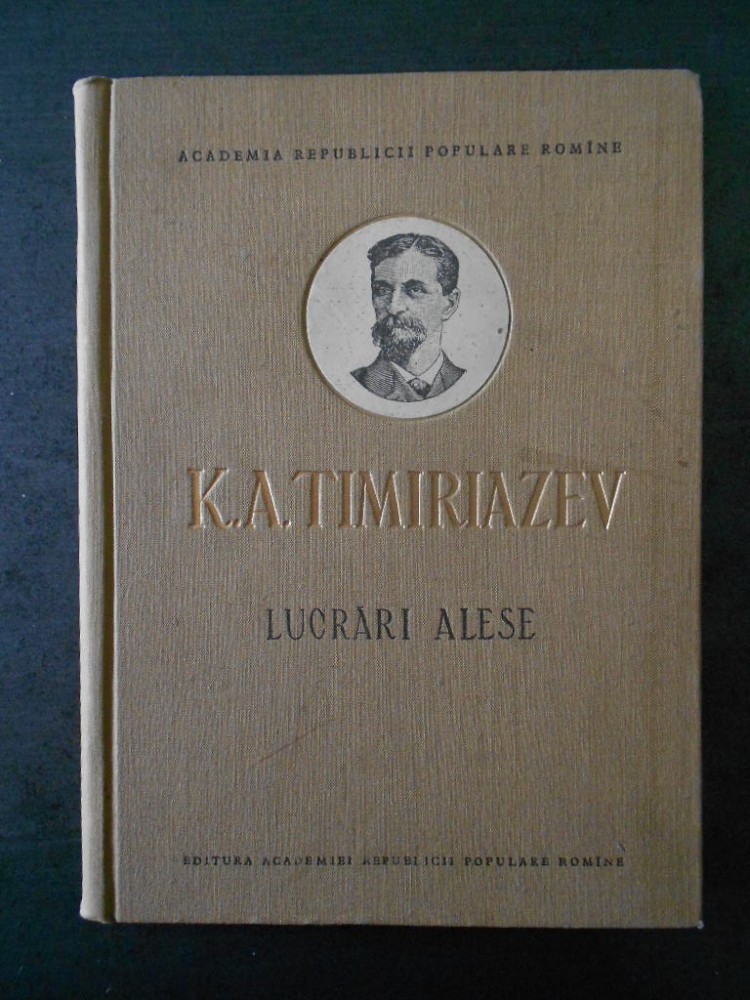 ACADEMIA REPUBLICII POPULARE ROMÎNE
K.A. TIMIRIAZEV
LUCRĂRI ALESE
EDITURA ACADEMIEI REPUBLICII POPULARE ROMÎNE